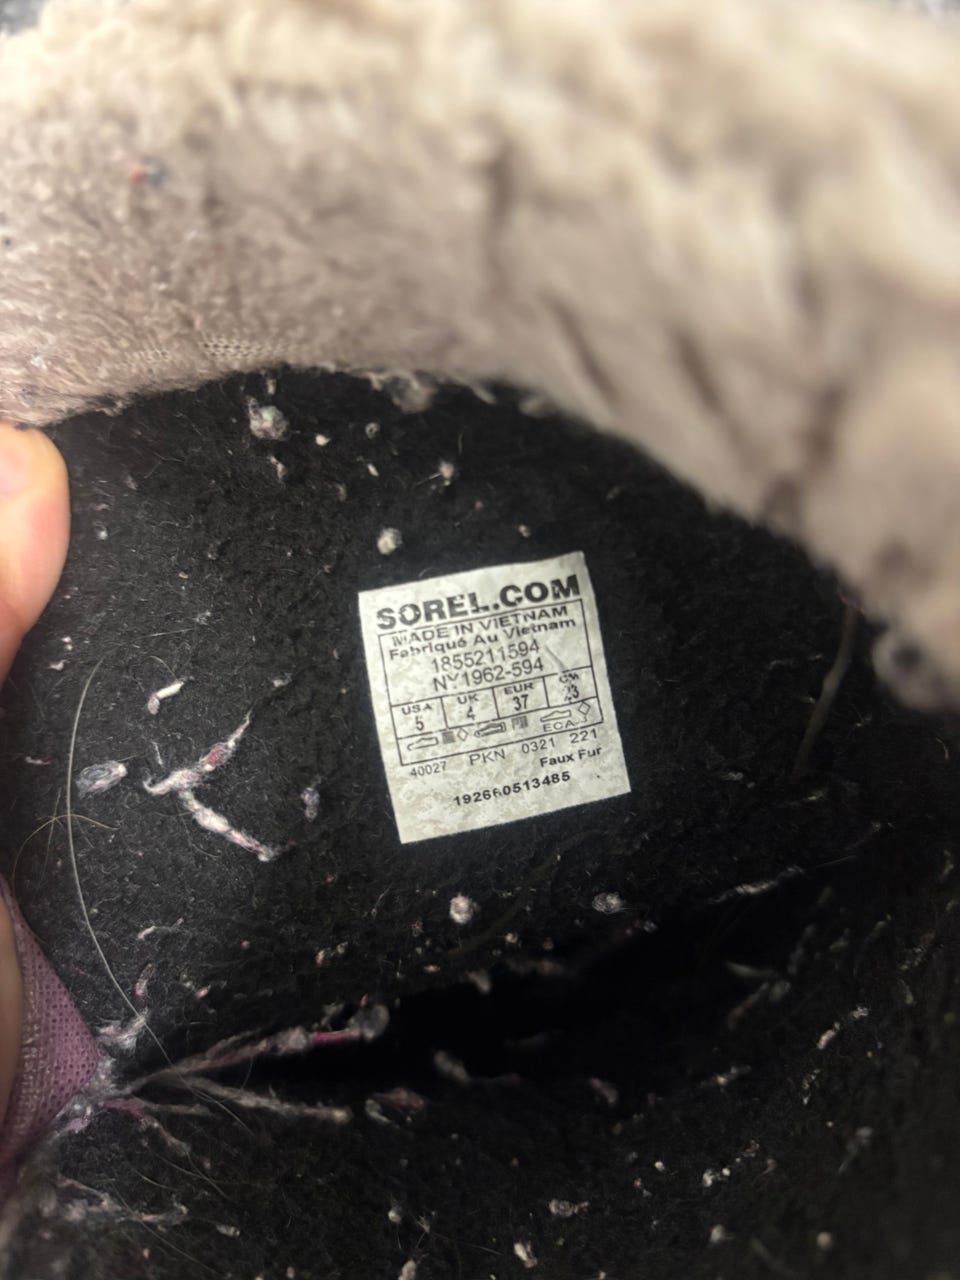 SOREL.COM
MADE IN VIETNAM
Fabriqué Au Vietnam
1855211594
NY1962-594
USA UK EUR CM
5 4 37 23
ECA-3
40027 PKN 0321 221
Faux Fur
192660513485